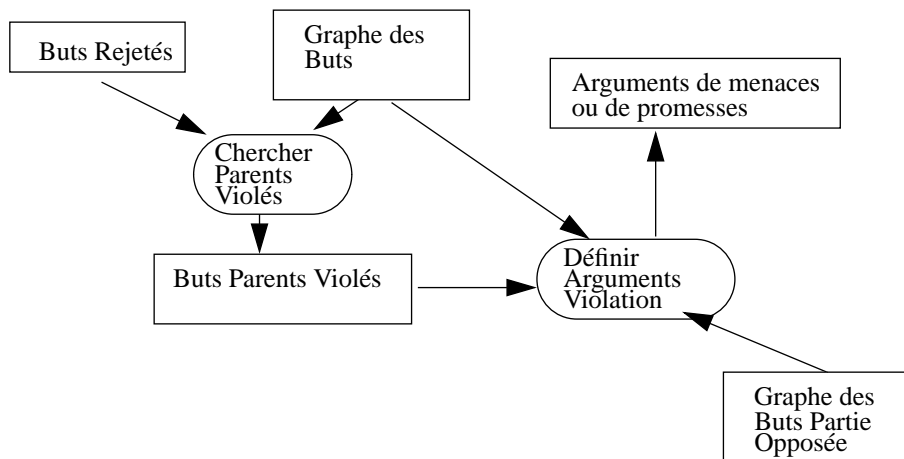 Buts Rejetés
Graphe des
Buts
Arguments de menaces
ou de promesses
Chercher
Parents
Violés
Définir
Arguments
Violation
Buts Parents Violés
Graphe des
Buts Partie
Opposée